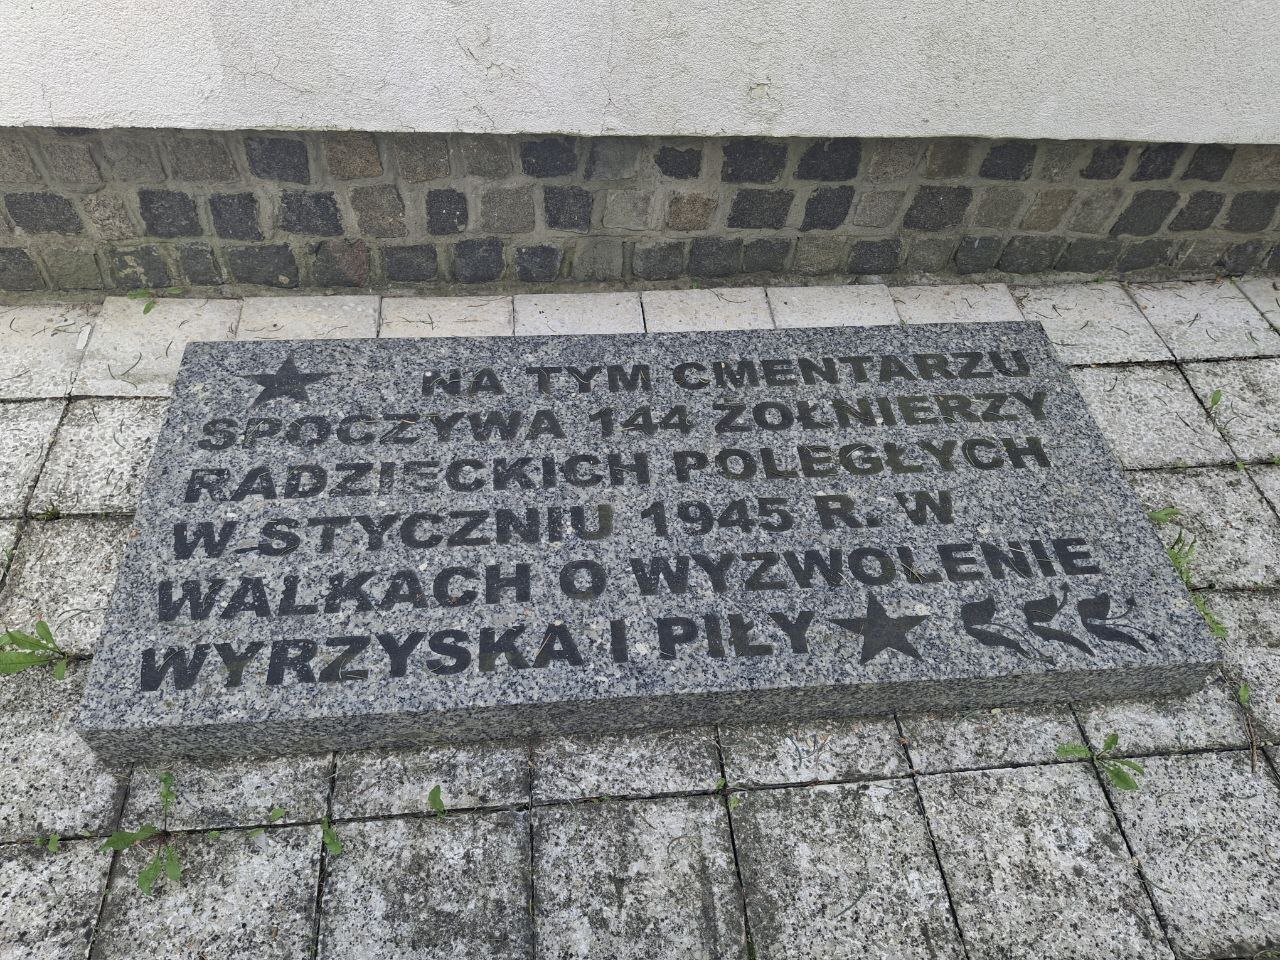 NA TYM CMENTARZU
SPOCZYWA 144 ŻOŁNIERZY
RADZIECKICH POLEGŁYCH
W STYCZNIU 1945 R. W
WALKACH O WYZWOLENIE
WYRZYSKA I PIŁY